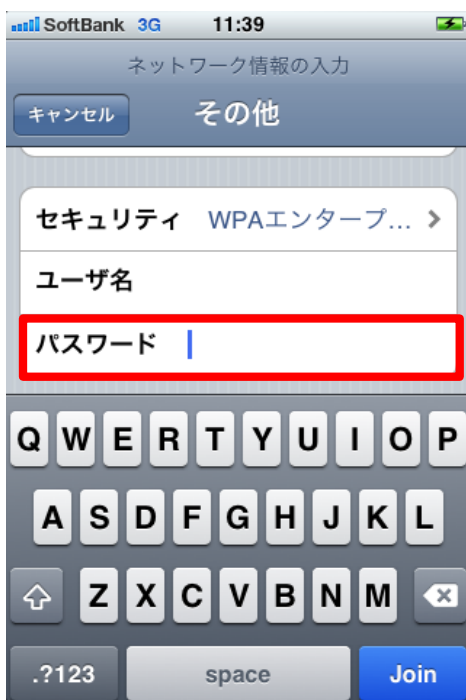 SoftBank 3G 11:39
ネットワーク情報の入力
キャンセル その他
セキュリティ WPAエンタープ...
ユーザ名
パスワード
Q W E R T Y U I O P
A S D F G H J K L
Z X C V B N M
.?123 space Join